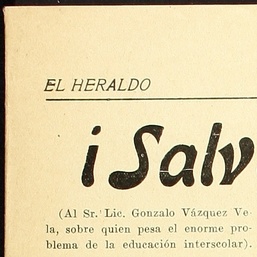 EL HERALDO
¡Salv
(Al Sr. Lic. Gonzalo Vázquez Ve-
la, sobre quien pesa el enorme pro-
blema de la educación interscolar).